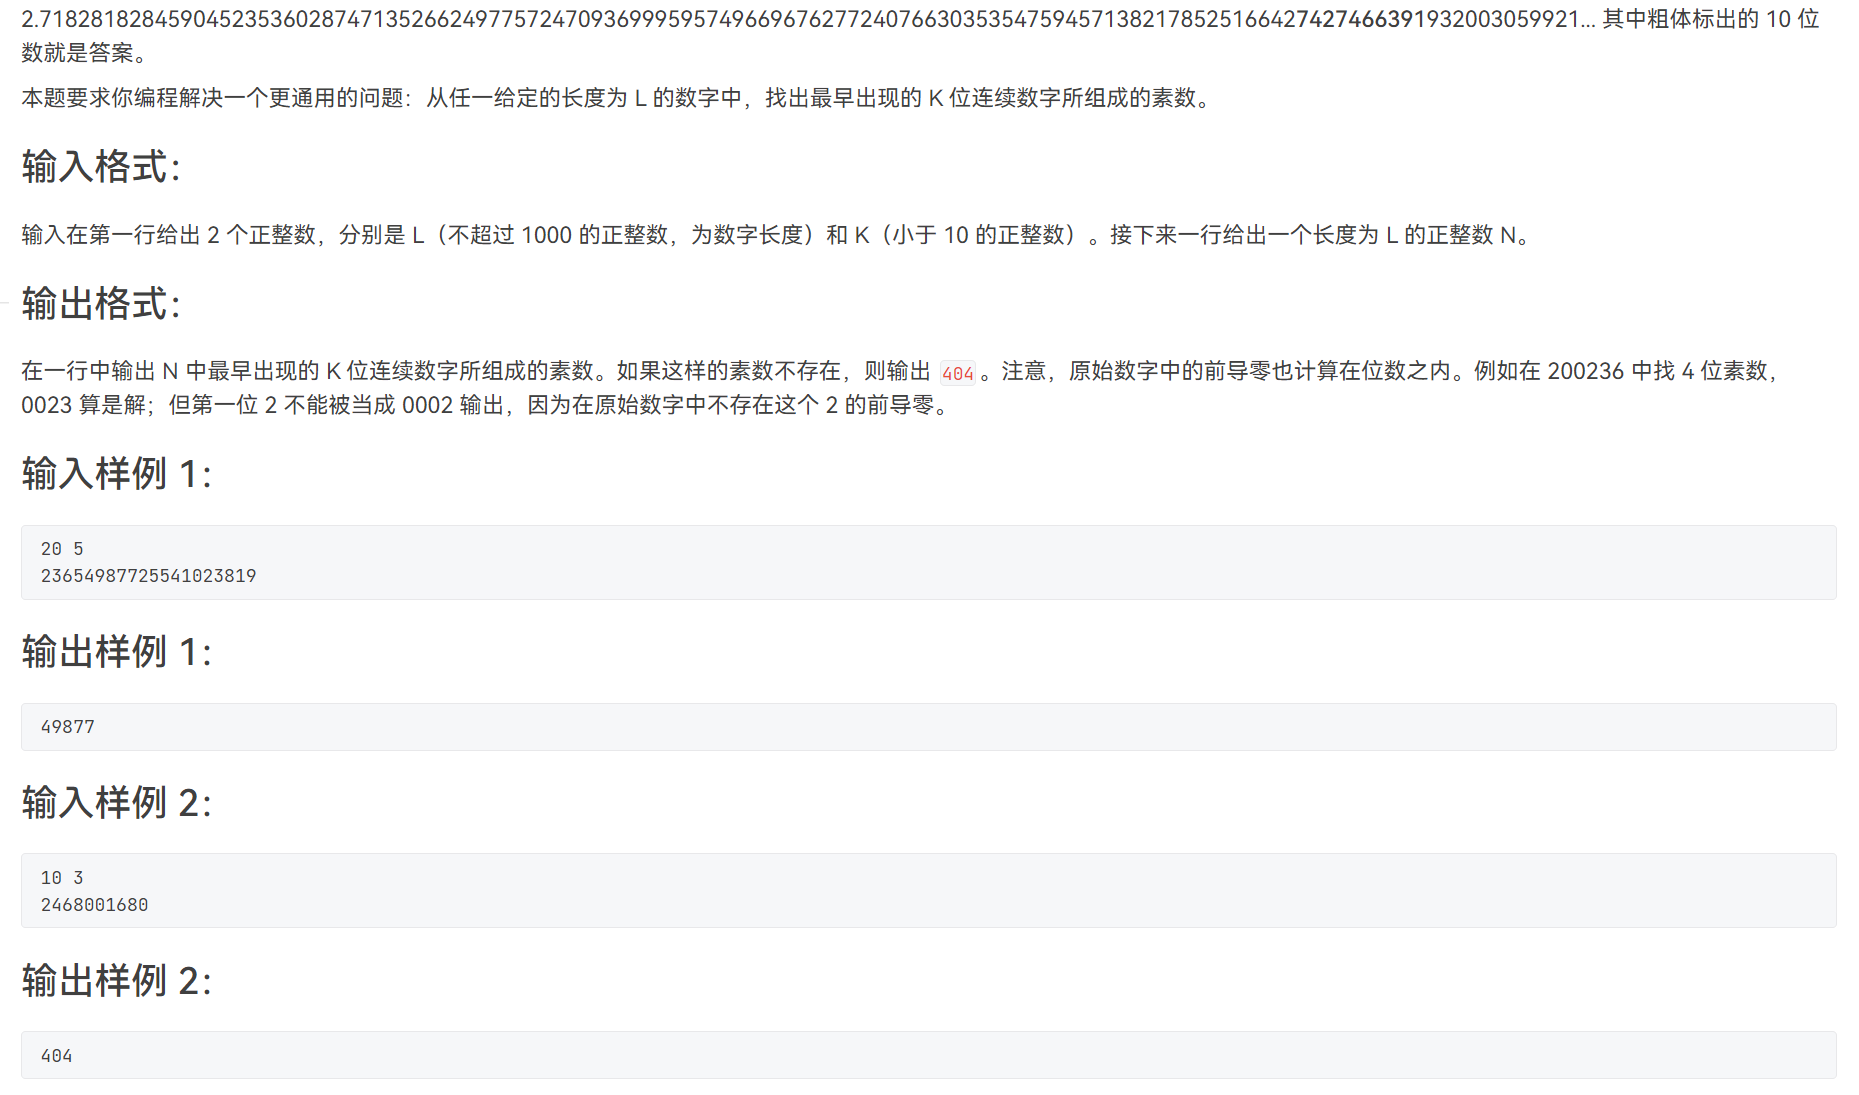 2.718281828459045235360287471352662497757247093699959574966967627724076630353547594571382178525166427427466391932003059921... 其中粗体标出的 10 位
数就是答案。
本题要求你编程解决一个更通用的问题：从任一给定的长度为 L 的数字中，找出最早出现的 K 位连续数字所组成的素数。
输入格式：
输入在第一行给出 2 个正整数，分别是 L（不超过 1000 的正整数，为数字长度）和 K（小于 10 的正整数）。接下来一行给出一个长度为 L 的正整数 N。
输出格式：
在一行中输出 N 中最早出现的 K 位连续数字所组成的素数。如果这样的素数不存在，则输出 404 。注意，原始数字中的前导零也计算在位数之内。例如在 200236 中找 4 位素数，
0023 算是解；但第一位 2 不能被当成 0002 输出，因为在原始数字中不存在这个 2 的前导零。
输入样例 1：
20 5
23654987725541023819
输出样例 1：
49877
输入样例 2：
10 3
2468001680
输出样例 2：
404